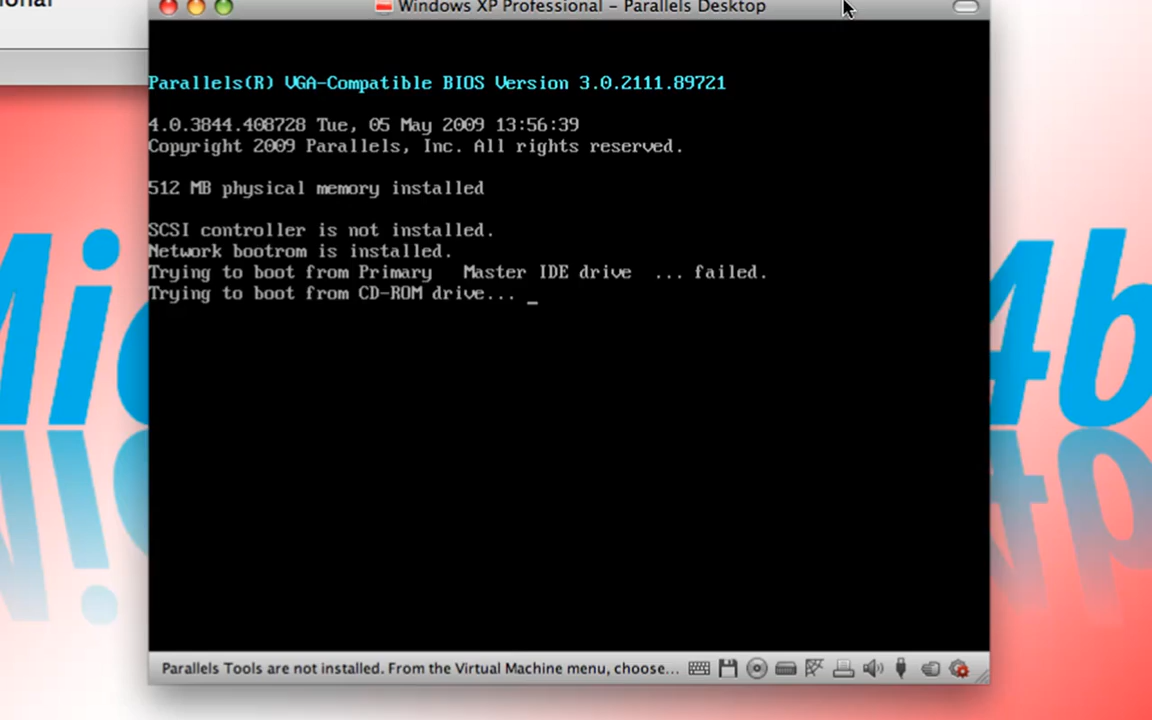 Windows XP Professional – Parallels Desktop
Parallels(R) VGA-Compatible BIOS Version 3.0.2111.89721
4.0.3844.408728 Tue, 05 May 2009 13:56:39
Copyright 2009 Parallels, Inc. All rights reserved.
512 MB physical memory installed
SCSI controller is not installed.
Network bootrom is installed.
Trying to boot from Primary   Master IDE drive  ... failed.
Trying to boot from CD-ROM drive... _
Parallels Tools are not installed. From the Virtual Machine menu, choose...
4b